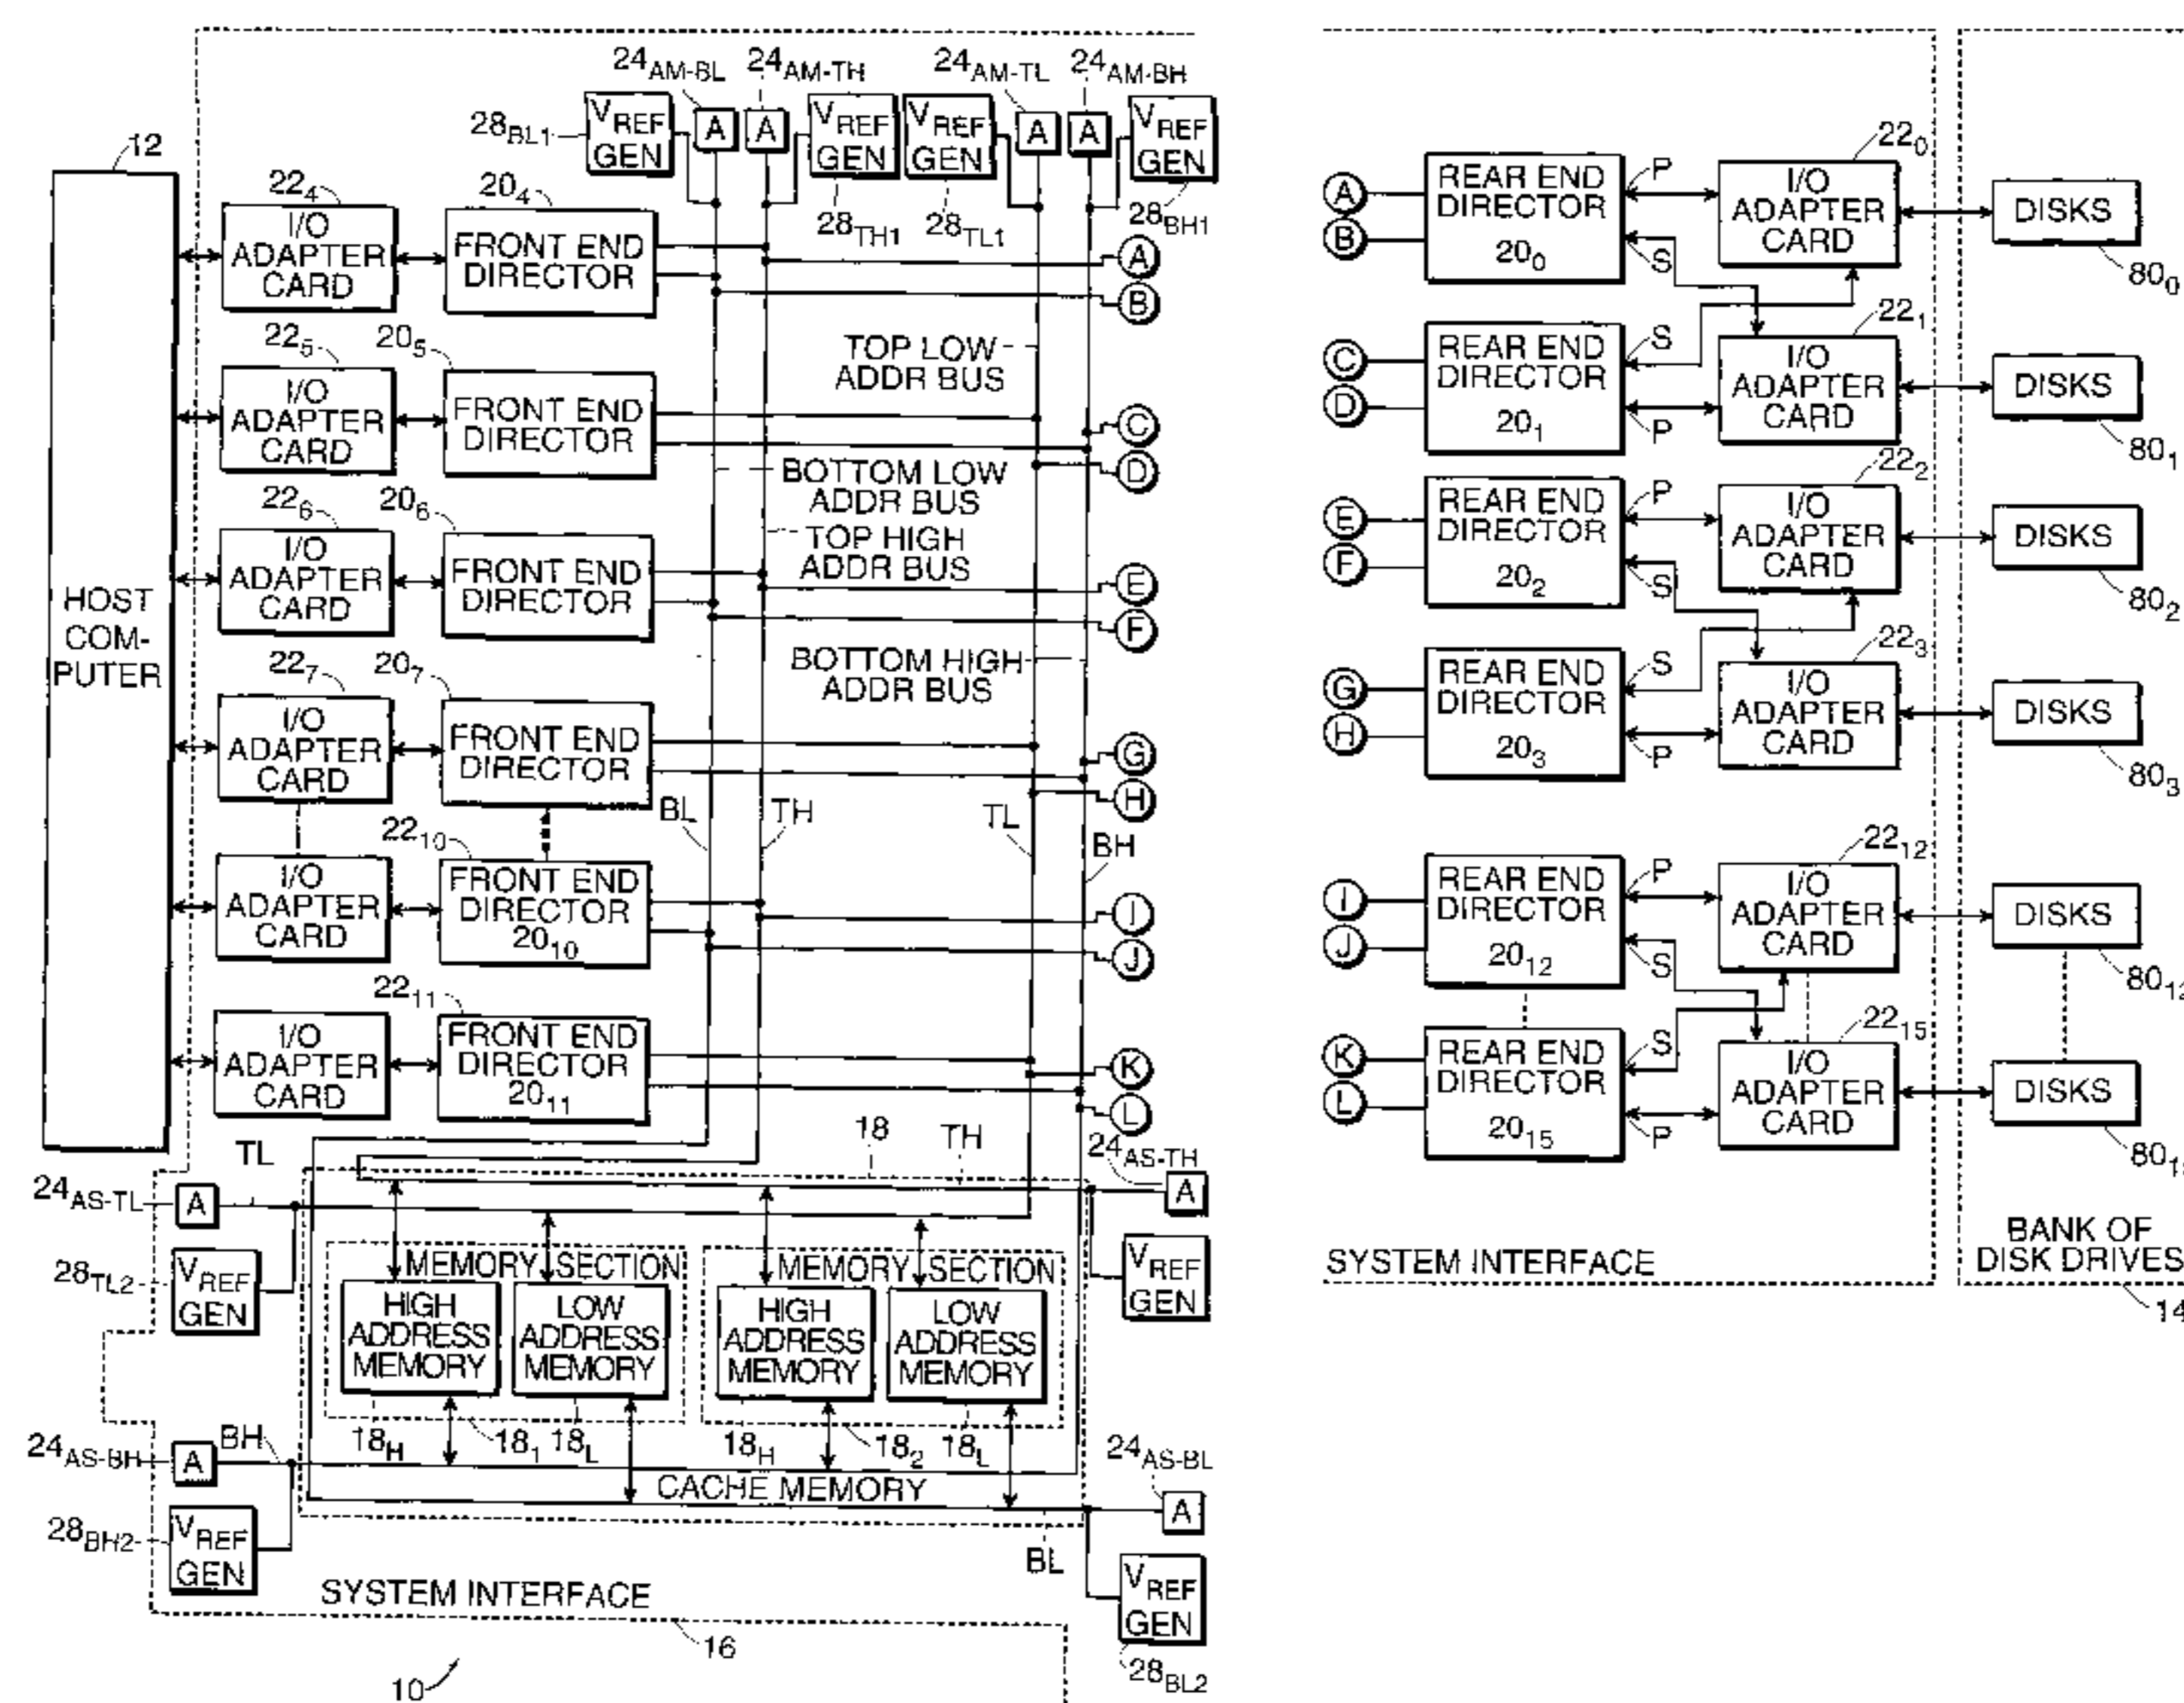 24AM-BL 24AM-TH 24AM-TL 24AM-BH
28BL1 VREF GEN A A VREF GEN VREF GEN A A VREF GEN
28TH1 28TL1 28BH1
12
HOST COM- PUTER
224 I/O ADAPTER CARD
204 FRONT END DIRECTOR
A
B
225 I/O ADAPTER CARD
205 FRONT END DIRECTOR
TOP LOW ADDR BUS
C
D
BOTTOM LOW ADDR BUS
226 I/O ADAPTER CARD
206 FRONT END DIRECTOR
TOP HIGH ADDR BUS
E
F
BOTTOM HIGH ADDR BUS
227 I/O ADAPTER CARD
207 FRONT END DIRECTOR
G
H
BL TH TL BH
I/O ADAPTER CARD
2210 FRONT END DIRECTOR 2010
I
J
I/O ADAPTER CARD
2211 FRONT END DIRECTOR 2011
K
L
TL 18 TH 24AS-TH
24AS-TL A A
28TL2 VREF GEN
VREF GEN
MEMORY SECTION MEMORY SECTION
HIGH ADDRESS MEMORY
LOW ADDRESS MEMORY
HIGH ADDRESS MEMORY
LOW ADDRESS MEMORY
18H 181 18L 18H 182 18L
24AS-BH A BH
24AS-BL A
CACHE MEMORY
28BH2 VREF GEN
BL
VREF GEN
28BL2
SYSTEM INTERFACE
16
10
A
B
REAR END DIRECTOR 200
P
S
220 I/O ADAPTER CARD
DISKS
800
C
D
REAR END DIRECTOR 201
S
P
221 I/O ADAPTER CARD
DISKS
801
E
F
REAR END DIRECTOR 202
P
S
222 I/O ADAPTER CARD
DISKS
802
G
H
REAR END DIRECTOR 203
S
P
223 I/O ADAPTER CARD
DISKS
803
I
J
REAR END DIRECTOR 2012
P
S
2212 I/O ADAPTER CARD
DISKS
K
L
REAR END DIRECTOR 2015
S
P
2215 I/O ADAPTER CARD
DISKS
SYSTEM INTERFACE
BANK OF DISK DRIVES
14